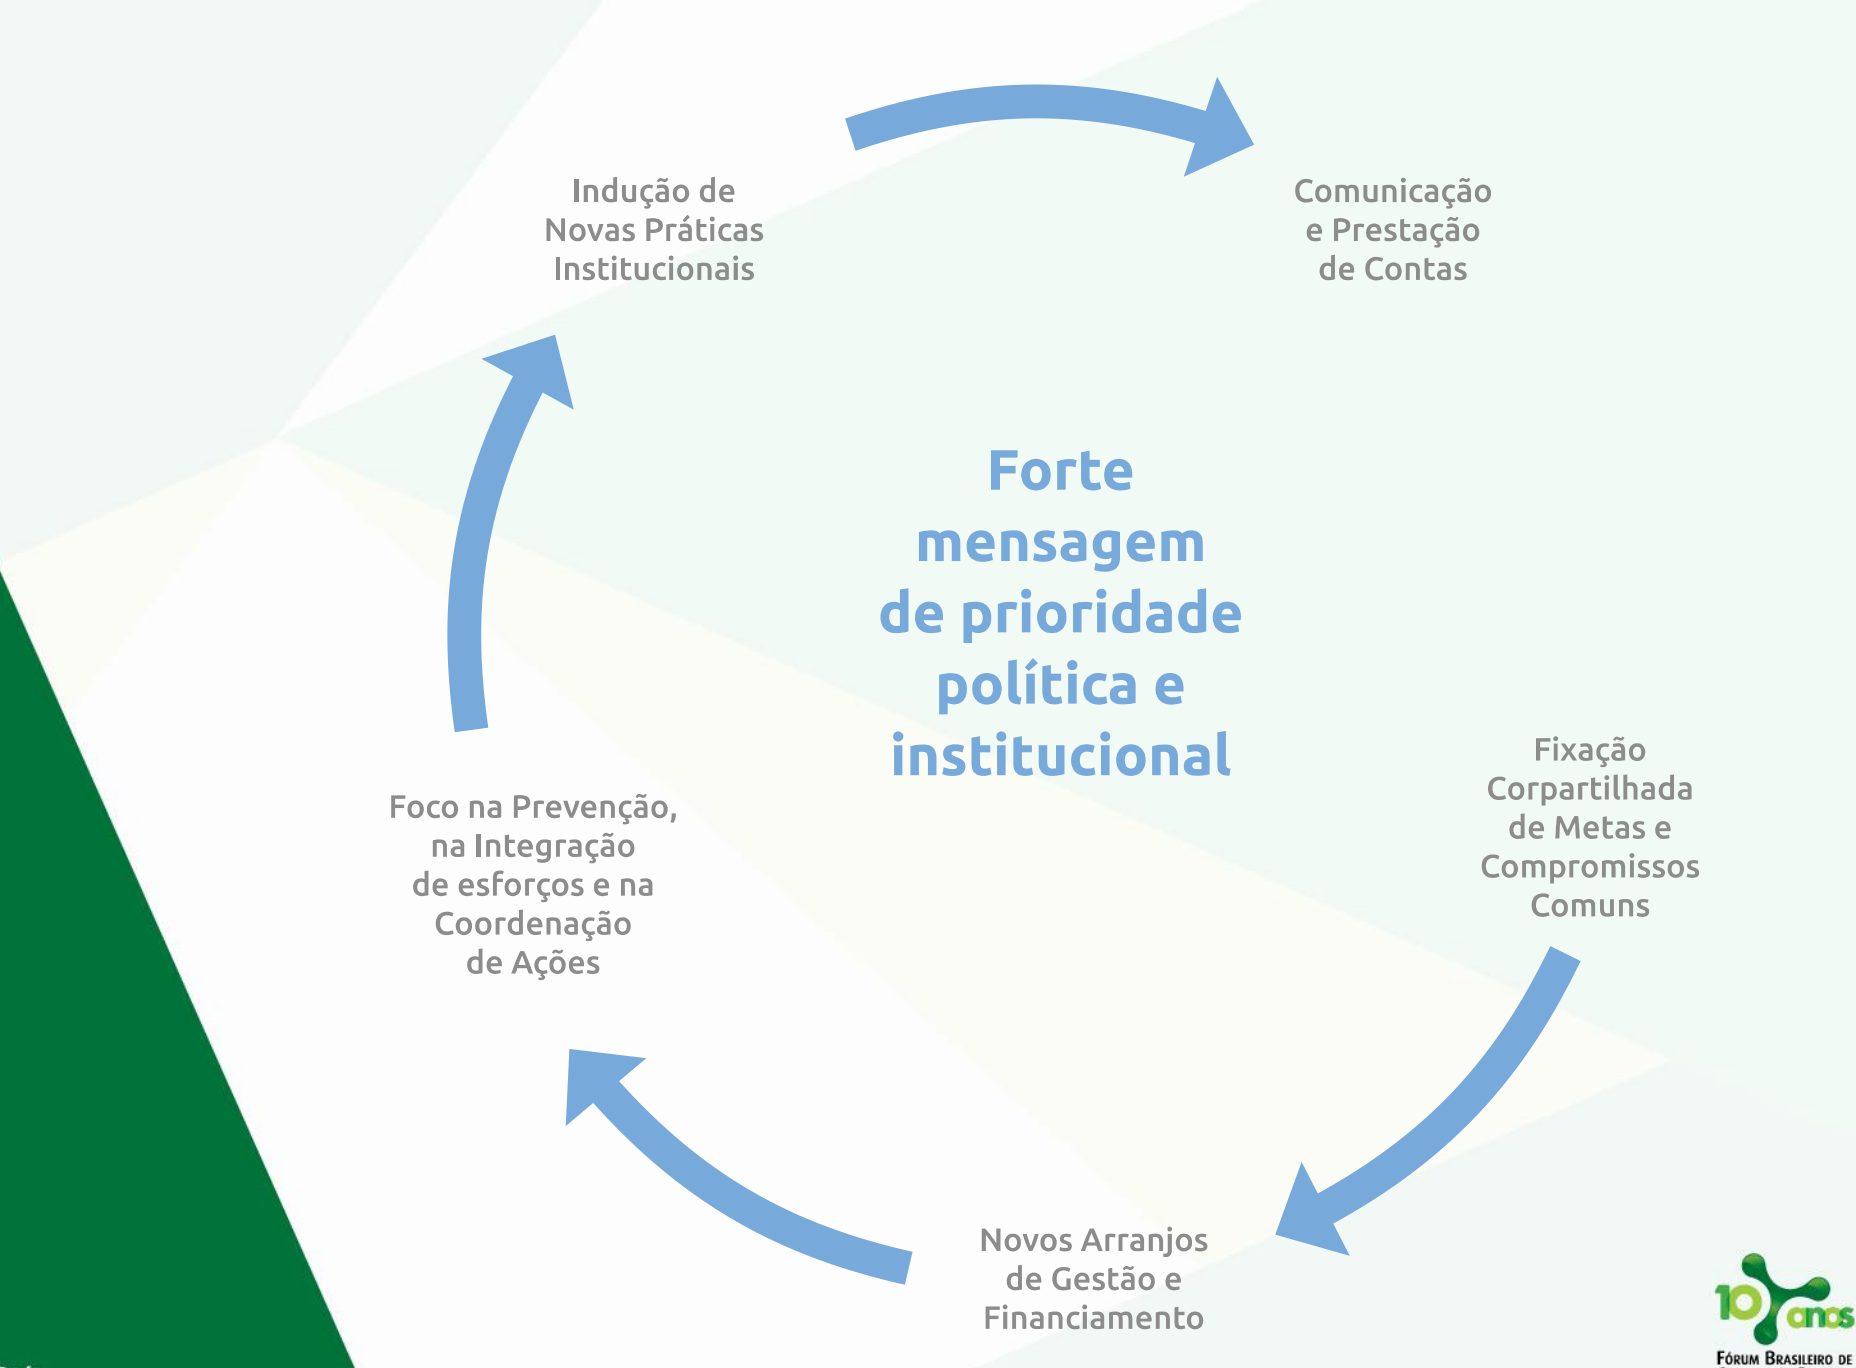 Indução de
Novas Práticas
Institucionais
Comunicação
e Prestação
de Contas
Forte
mensagem
de prioridade
política e
institucional
Fixação
Corpartilhada
de Metas e
Compromissos
Comuns
Foco na Prevenção,
na Integração
de esforços e na
Coordenação
de Ações
Novos Arranjos
de Gestão e
Financiamento
10 anos
FÓRUM BRASILEIRO DE